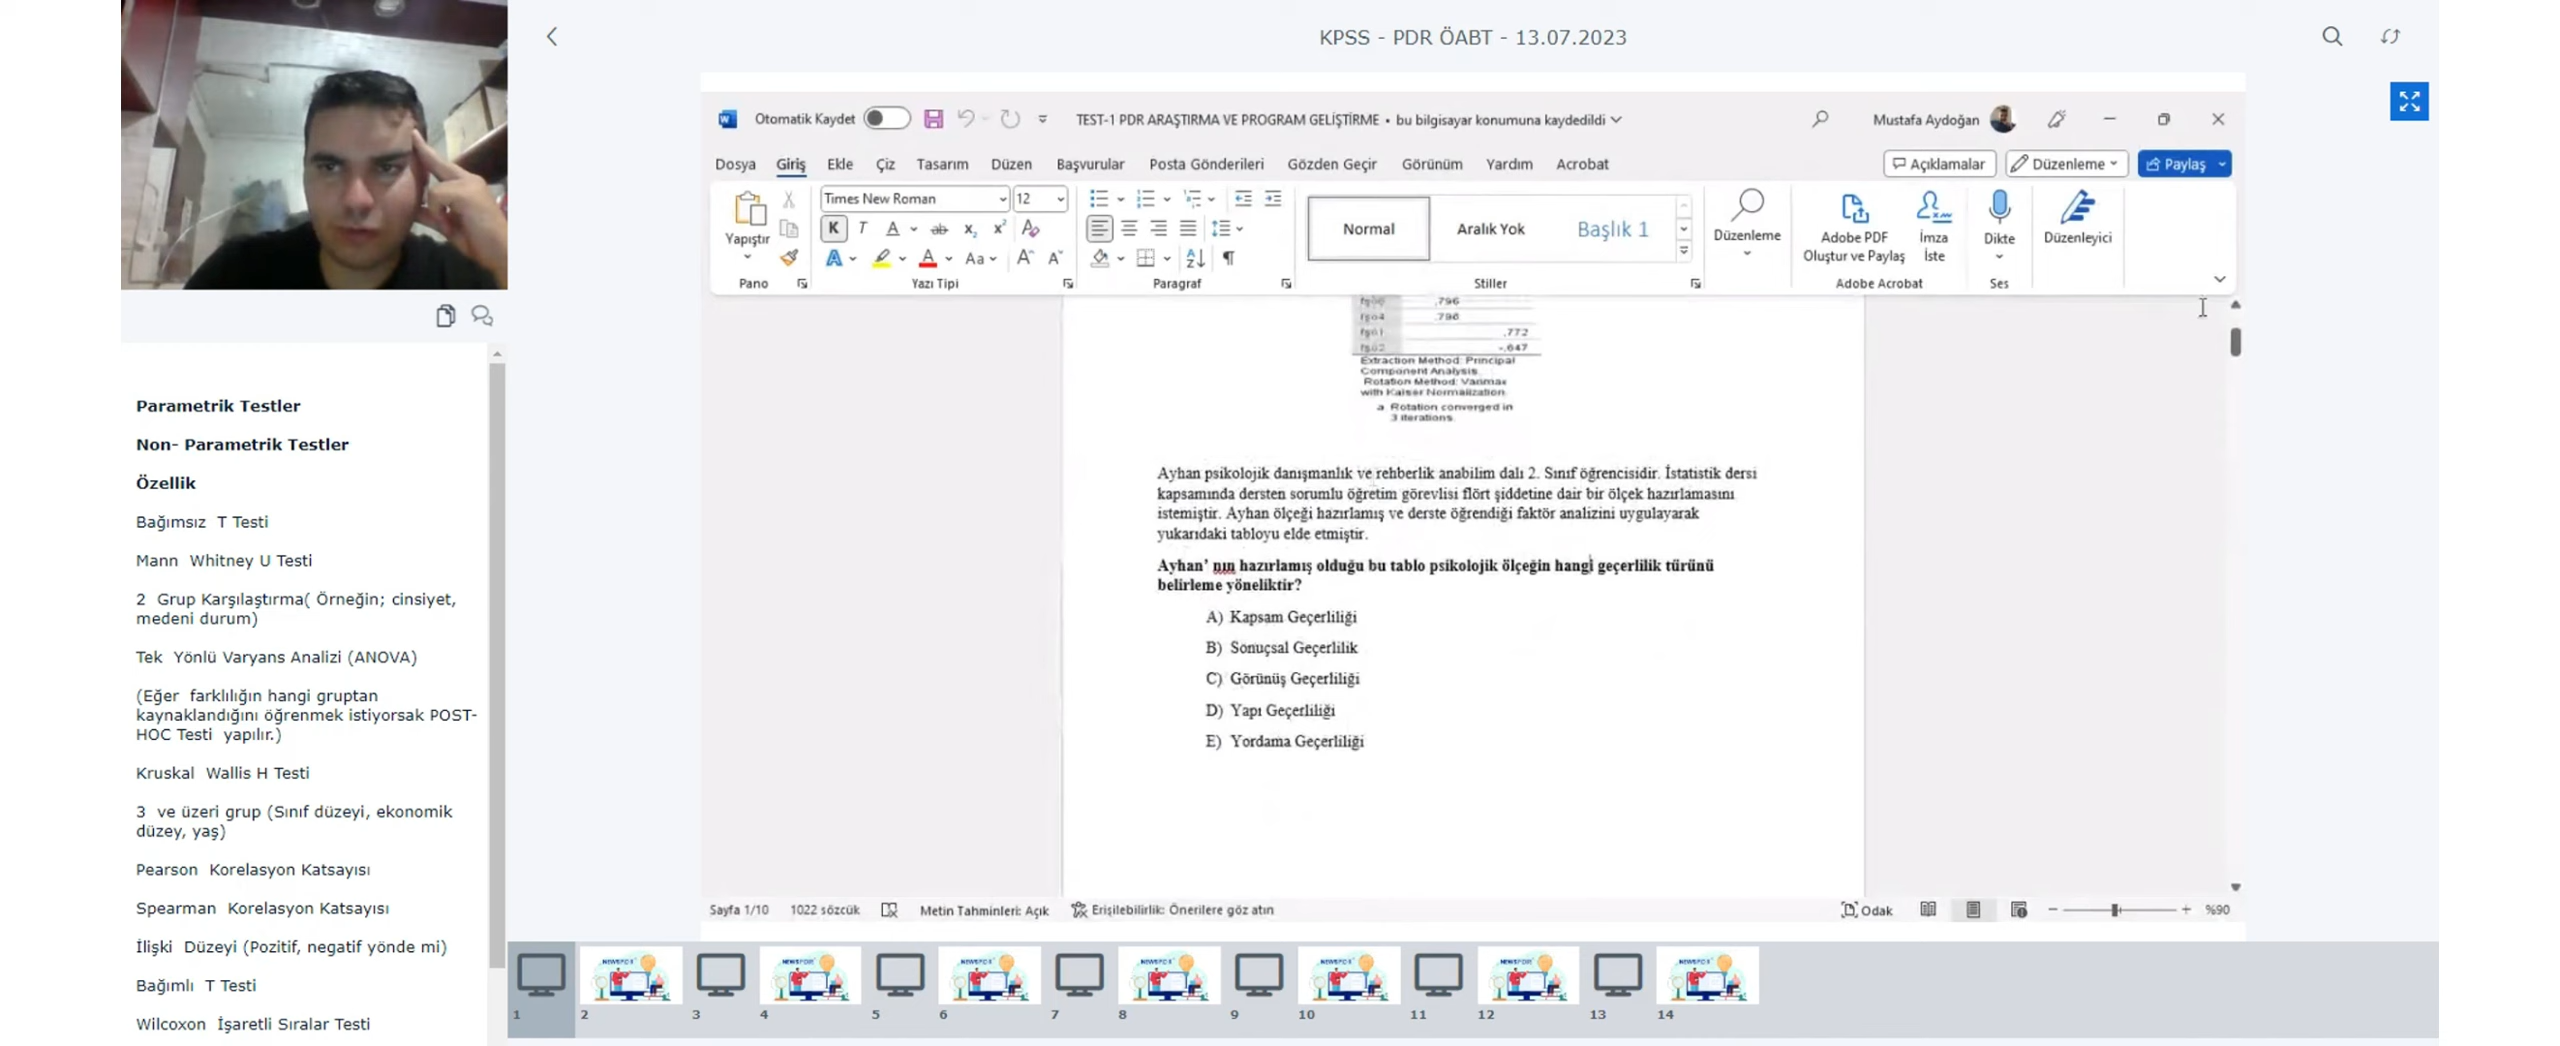 KPSS - PDR ÖABT - 13.07.2023
Otomatik Kaydet
TEST-1 PDR ARAŞTIRMA VE PROGRAM GELİŞTİRME • bu bilgisayar konumuna kaydedildi
Mustafa Aydoğan
Dosya Giriş Ekle Çiz Tasarım Düzen Başvurular Posta Gönderileri Gözden Geçir Görünüm Yardım Acrobat
Açıklamalar Düzenleme Paylaş
Yapıştır
Pano
Times New Roman 12
K T A ab x₂ x² A
A A Aa A A
Yazı Tipi
Paragraf
Normal Aralık Yok Başlık 1
Stiller
Düzenleme
Adobe PDF
Oluştur ve Paylaş
İmza
İste
Adobe Acrobat
Dikte
Ses
Düzenleyici
.796
.796
.772
-.647
Extraction Method: Principal
Component Analysis.
Rotation Method: Varimax
with Kaiser Normalization.
a Rotation converged in
3 iterations.
Ayhan psikolojik danışmanlık ve rehberlik anabilim dalı 2. Sınıf öğrencisidir. İstatistik dersi
kapsamında dersten sorumlu öğretim görevlisi flört şiddetine dair bir ölçek hazırlamasını
istemiştir. Ayhan ölçeği hazırlamış ve derste öğrendiği faktör analizini uygulayarak
yukarıdaki tabloyu elde etmiştir.
Ayhan' nın hazırlamış olduğu bu tablo psikolojik ölçeğin hangi geçerlilik türünü
belirleme yöneliktir?
A) Kapsam Geçerliliği
B) Sonuçsal Geçerlilik
C) Görünüş Geçerliliği
D) Yapı Geçerliliği
E) Yordama Geçerliliği
Sayfa 1/10 1022 sözcük Metin Tahminleri: Açık Erişilebilirlik: Önerilere göz atın
Odak %90
Parametrik Testler
Non- Parametrik Testler
Özellik
Bağımsız T Testi
Mann Whitney U Testi
2 Grup Karşılaştırma( Örneğin; cinsiyet,
medeni durum)
Tek Yönlü Varyans Analizi (ANOVA)
(Eğer farklılığın hangi gruptan
kaynaklandığını öğrenmek istiyorsak POST-
HOC Testi yapılır.)
Kruskal Wallis H Testi
3 ve üzeri grup (Sınıf düzeyi, ekonomik
düzey, yaş)
Pearson Korelasyon Katsayısı
Spearman Korelasyon Katsayısı
İlişki Düzeyi (Pozitif, negatif yönde mi)
Bağımlı T Testi
Wilcoxon İşaretli Sıralar Testi
1 2 3 4 5 6 7 8 9 10 11 12 13 14